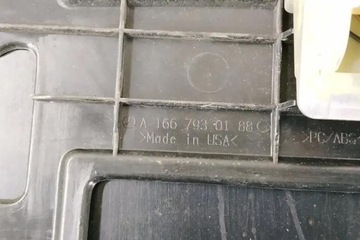 A 166 793 01 88
>Made in USA<
>PC/ABS